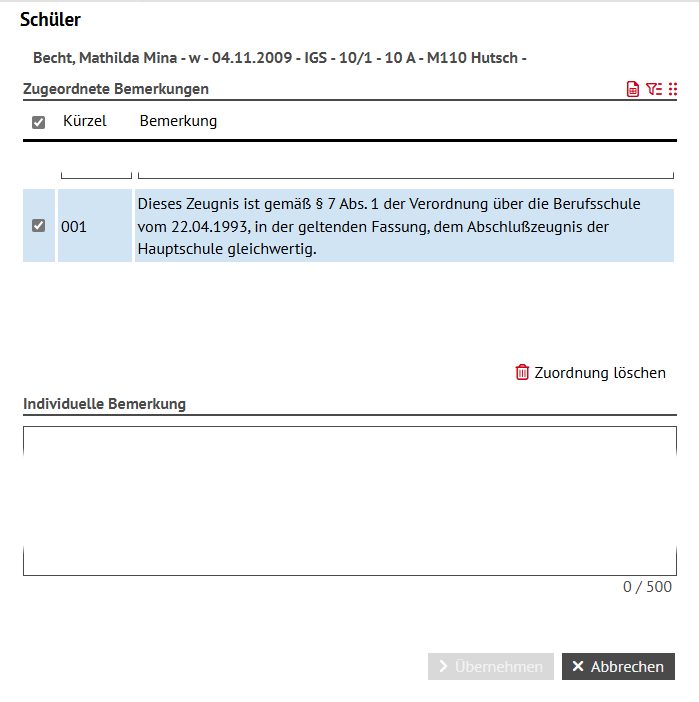 Schüler
Becht, Mathilda Mina - w - 04.11.2009 - IGS - 10/1 - 10 A - M110 Hutsch -
Zugeordnete Bemerkungen
Kürzel Bemerkung
001 Dieses Zeugnis ist gemäß § 7 Abs. 1 der Verordnung über die Berufsschule
vom 22.04.1993, in der geltenden Fassung, dem Abschlußzeugnis der
Hauptschule gleichwertig.
Zuordnung löschen
Individuelle Bemerkung
0 / 500
Übernehmen Abbrechen